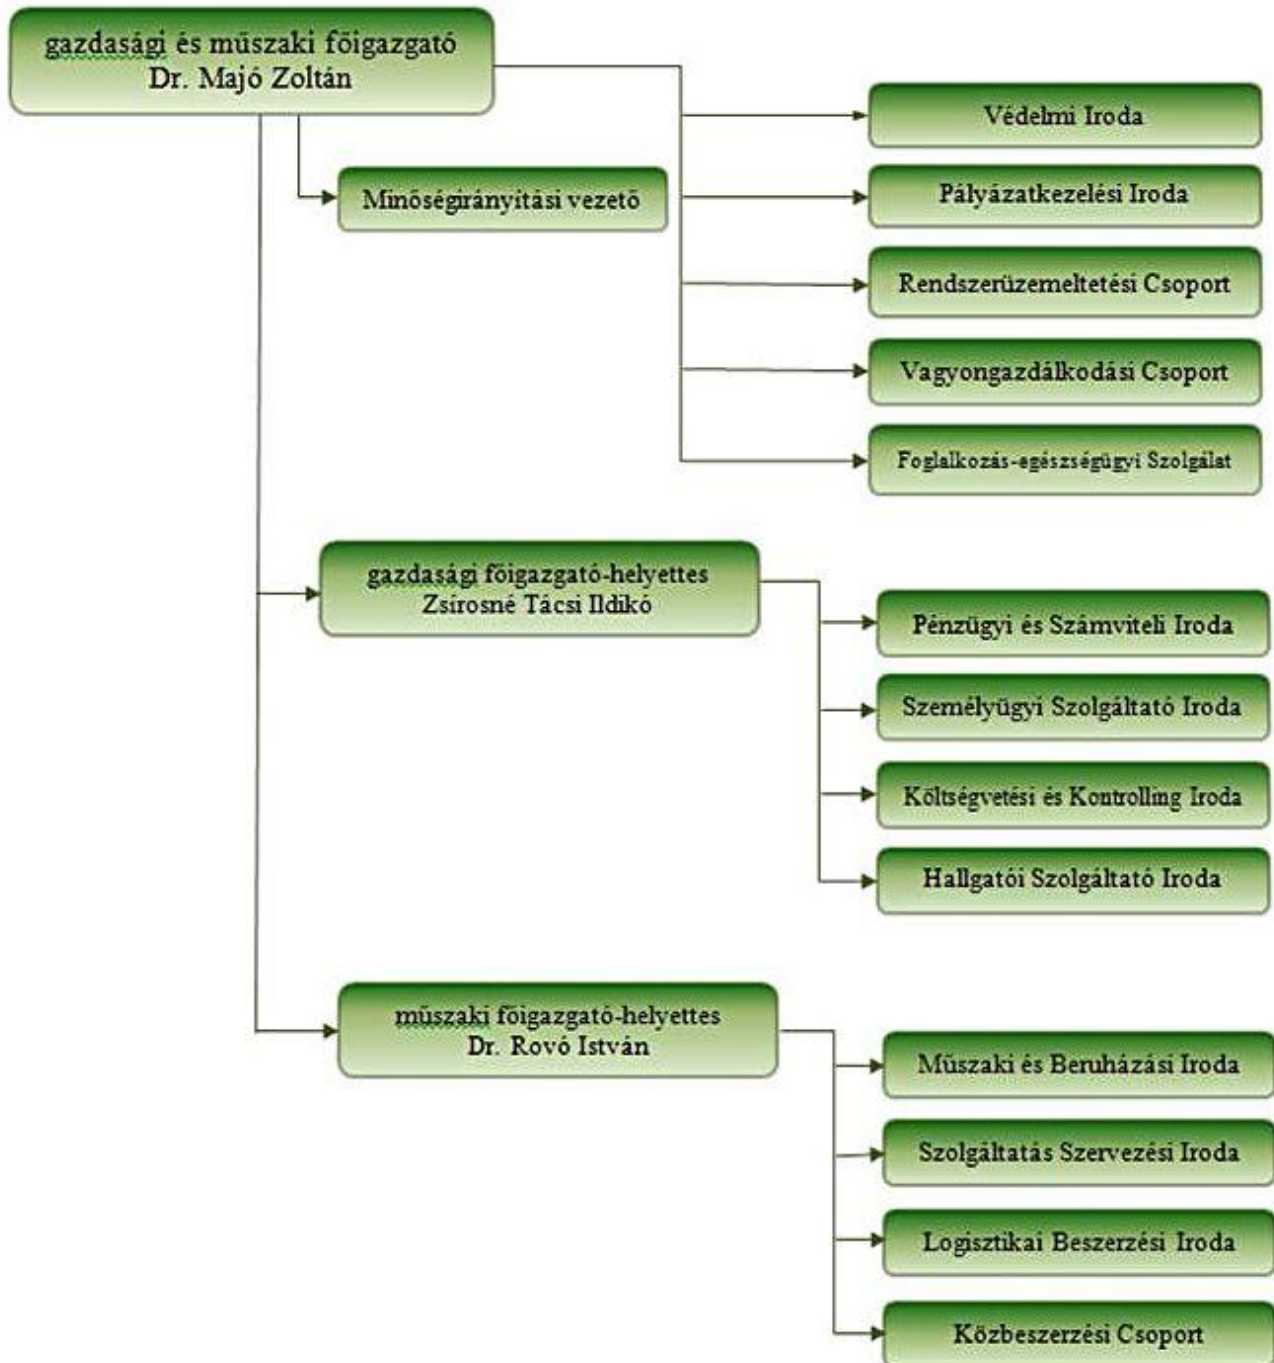 gazdasági és műszaki főigazgató
Dr. Majó Zoltán
Minőségirányítási vezető
Védelmi Iroda
Pályázatkezelési Iroda
Rendszerüzemeltetési Csoport
Vagyongazdálkodási Csoport
Foglalkozás-egészségügyi Szolgálat
gazdasági főigazgató-helyettes
Zsírosné Tácsi Ildikó
Pénzügyi és Számviteli Iroda
Személyügyi Szolgáltató Iroda
Költségvetési és Kontrolling Iroda
Hallgatói Szolgáltató Iroda
műszaki főigazgató-helyettes
Dr. Rovó István
Műszaki és Beruházási Iroda
Szolgáltatás Szervezési Iroda
Logisztikai Beszerzési Iroda
Közbeszerzési Csoport